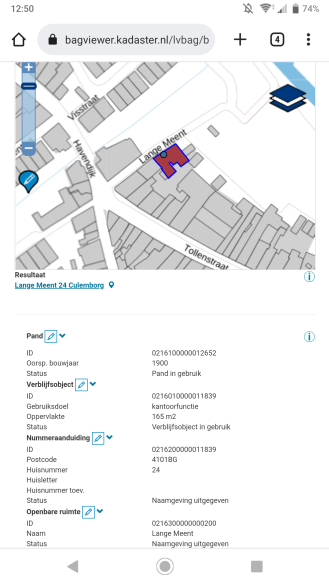 12:50
74%
bagviewer.kadaster.nl/lvbag/b
4
Visstraat
Havendijk
Lange Meent
Tollenstraat
Resultaat
Lange Meent 24 Culemborg
Pand
ID 0216100000012652
Oorsp. bouwjaar 1900
Status Pand in gebruik
Verblijfsobject
ID 0216010000011839
Gebruiksdoel kantoorfunctie
Oppervlakte 165 m2
Status Verblijfsobject in gebruik
Nummeraanduiding
ID 0216200000011839
Postcode 4101BG
Huisnummer 24
Huisletter
Huisnummer toev.
Status Naamgeving uitgegeven
Openbare ruimte
ID 0216300000000200
Naam Lange Meent
Status Naamgeving uitgegeven